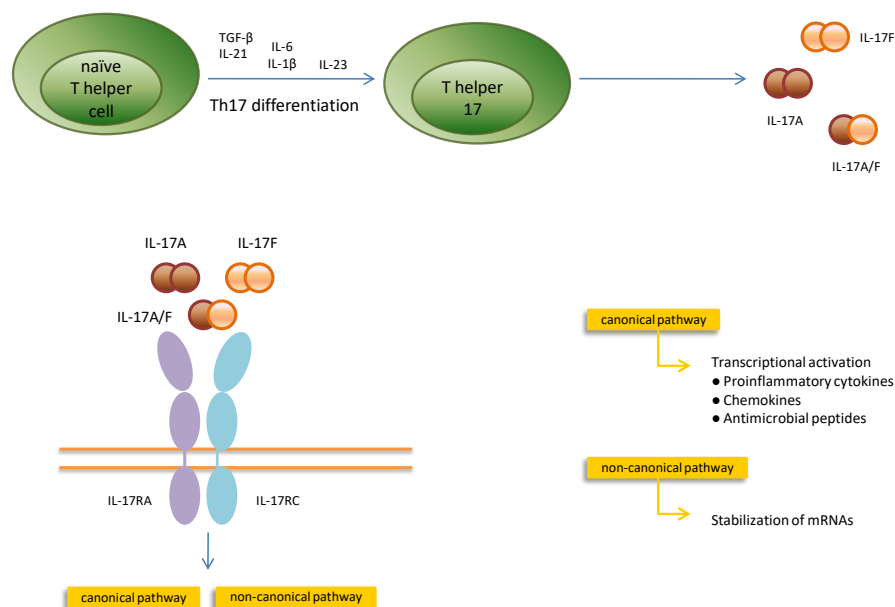 TGF-β
IL-21
IL-6
IL-1β
IL-23
naïve
T helper
cell
Th17 differentiation
T helper
17
IL-17F
IL-17A
IL-17A/F
IL-17A
IL-17F
IL-17A/F
IL-17RA
IL-17RC
canonical pathway
non-canonical pathway
canonical pathway
Transcriptional activation
● Proinflammatory cytokines
● Chemokines
● Antimicrobial peptides
non-canonical pathway
Stabilization of mRNAs